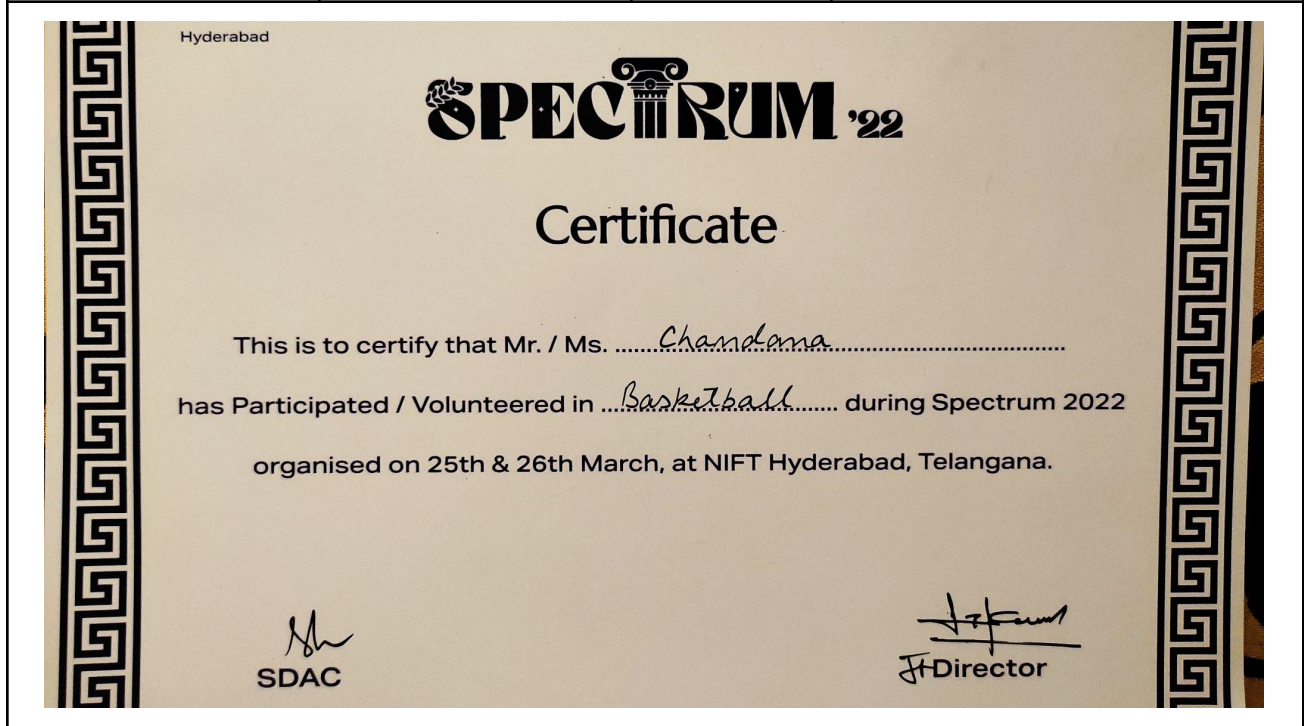 Hyderabad
SPECTRUM '22
Certificate
This is to certify that Mr. / Ms. ......Chandana..................................
has Participated / Volunteered in ...Basketball...... during Spectrum 2022
organised on 25th & 26th March, at NIFT Hyderabad, Telangana.
SDAC
Jt Director